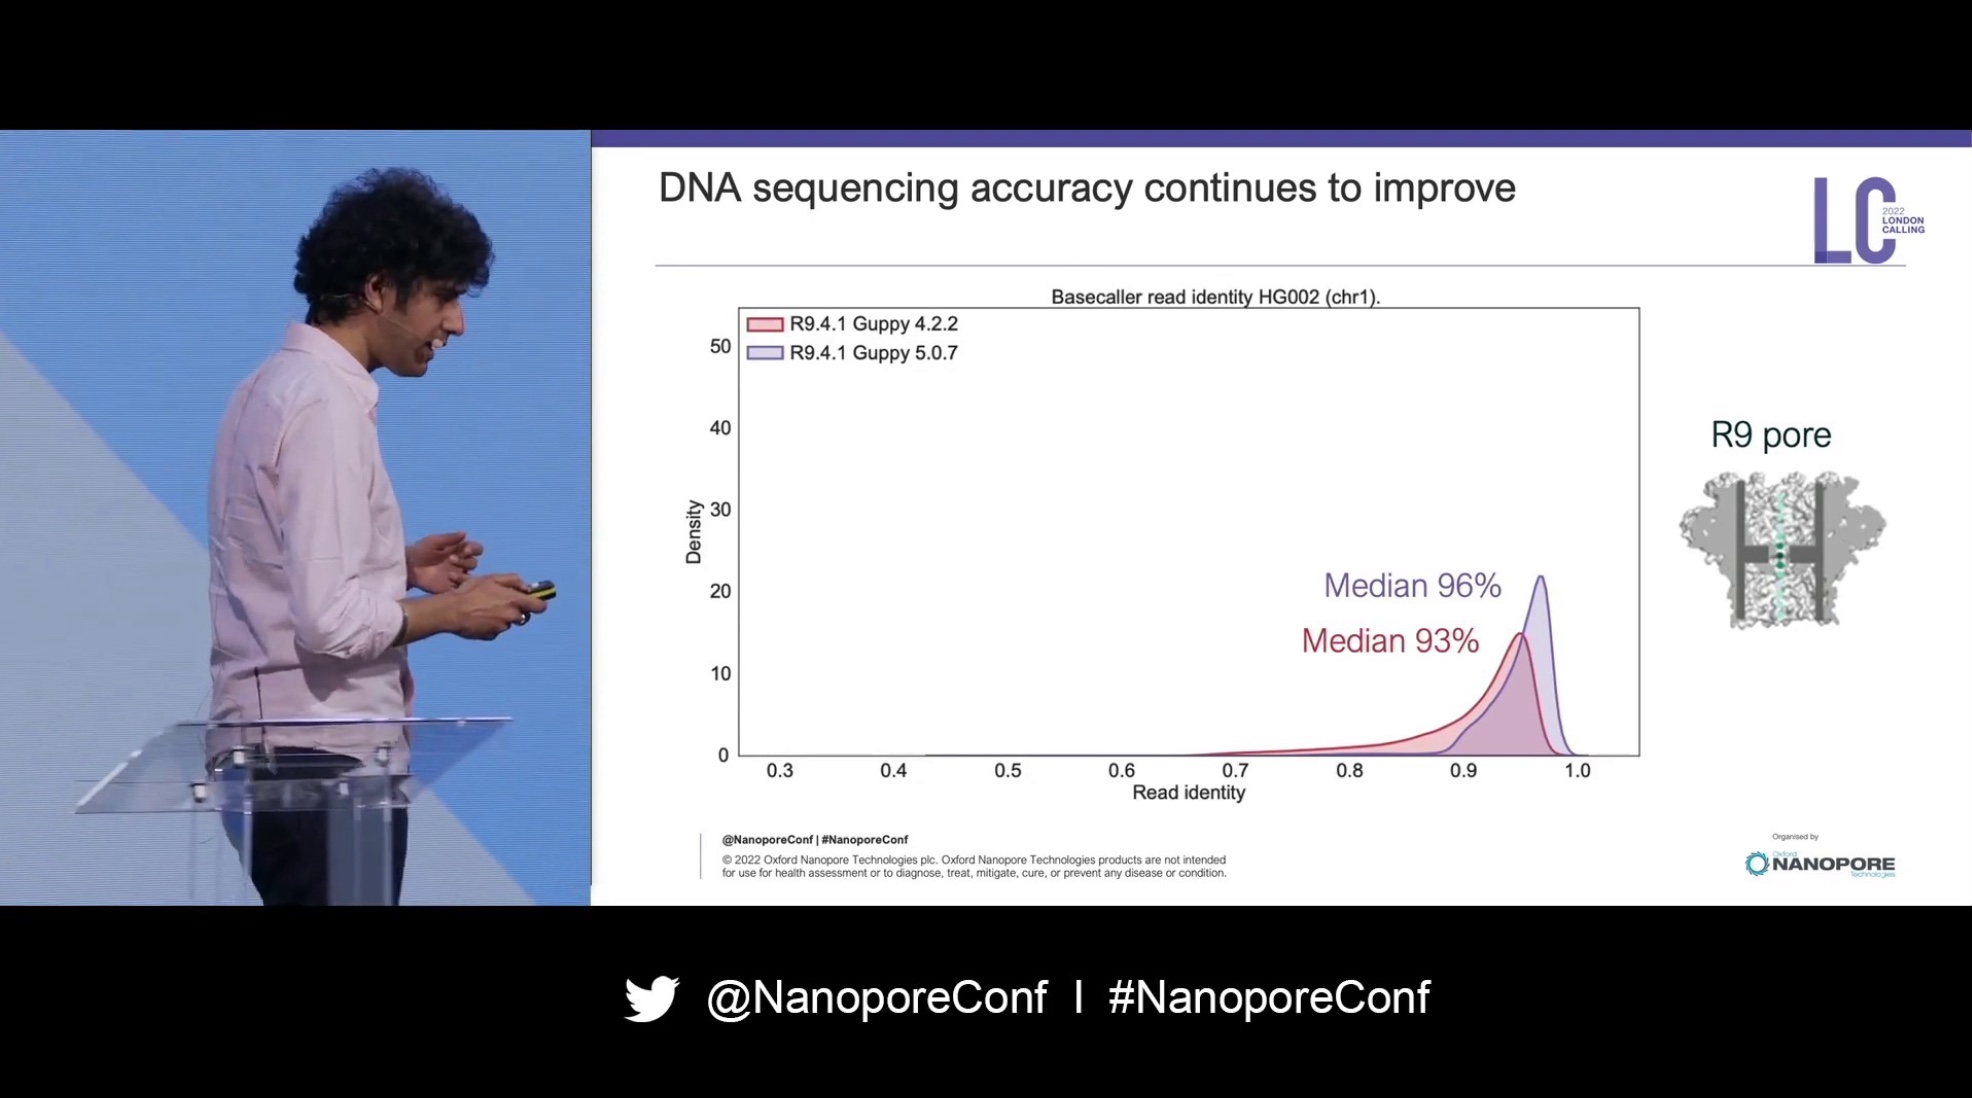 DNA sequencing accuracy continues to improve
LC
2022
LONDON
CALLING
Basecaller read identity HG002 (chr1).
R9.4.1 Guppy 4.2.2
R9.4.1 Guppy 5.0.7
50
40
30
20
10
0
Density
Median 96%
Median 93%
0.3 0.4 0.5 0.6 0.7 0.8 0.9 1.0
Read identity
R9 pore
@NanoporeConf | #NanoporeConf
© 2022 Oxford Nanopore Technologies plc. Oxford Nanopore Technologies products are not intended
for use for health assessment or to diagnose, treat, mitigate, cure, or prevent any disease or condition.
Organised by
Oxford
NANOPORE
Technologies
@NanoporeConf | #NanoporeConf